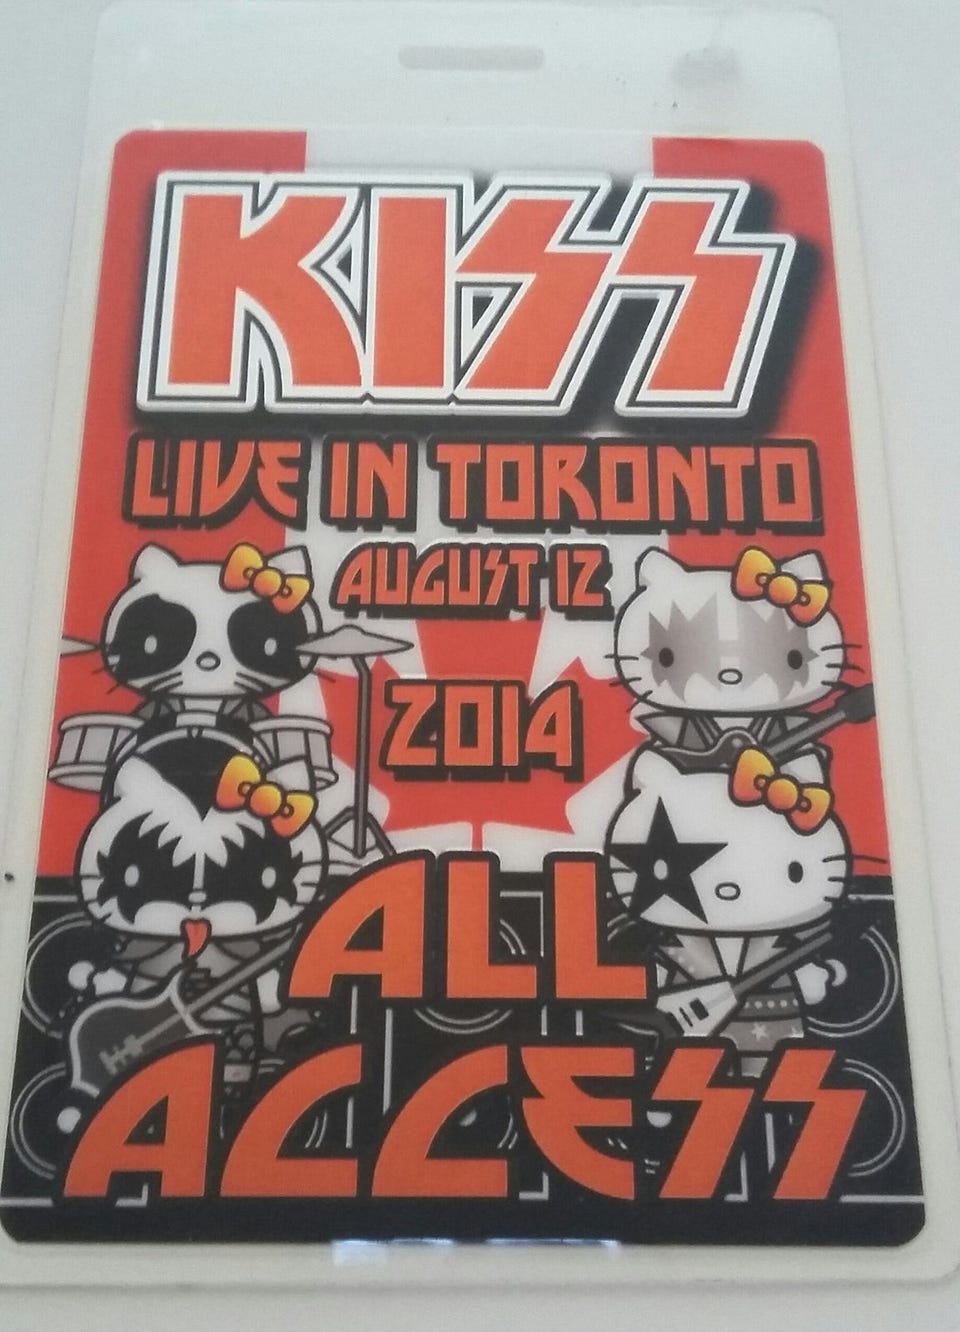 KISS
LIVE IN TORONTO
AUGUST 12
2014
ALL
ACCESS